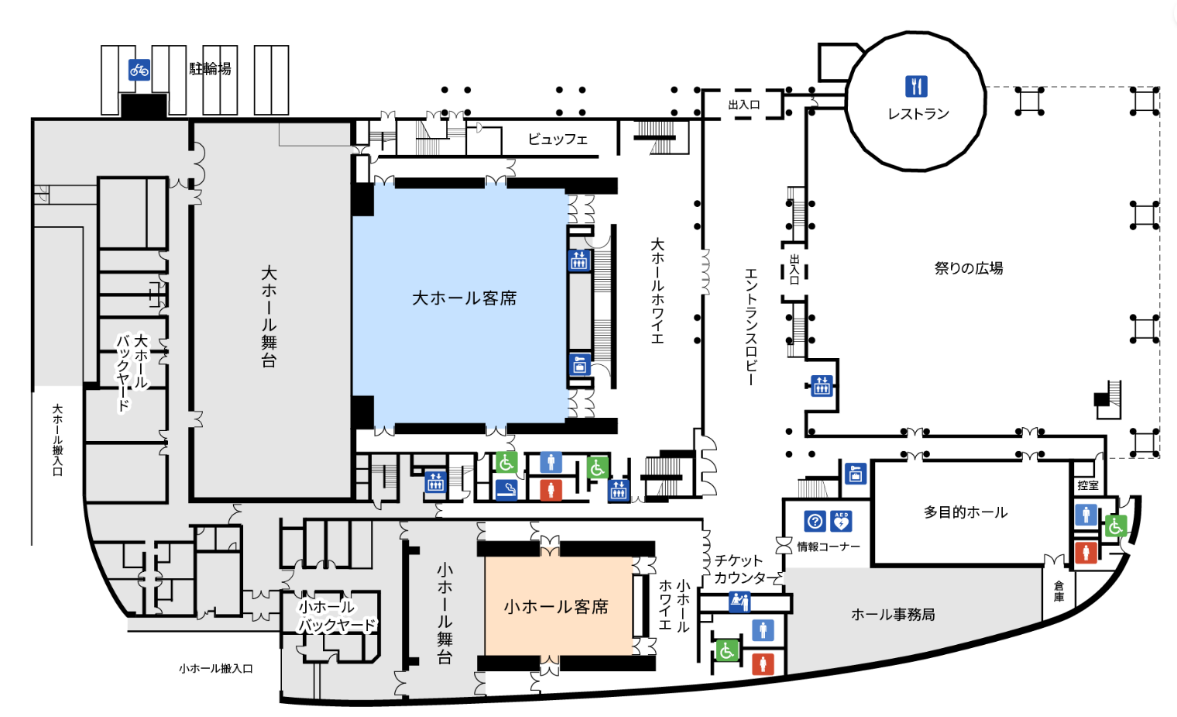 駐輪場
出入口
レストラン
ビュッフェ
大ホール舞台
大ホール客席
大ホールホワイエ
エントランスロビー
出入口
祭りの広場
大ホール
バックヤード
大ホール搬入口
控室
多目的ホール
AED
情報コーナー
チケット
カウンター
小ホール舞台
小ホール客席
小ホール
ホワイエ
倉庫
ホール事務局
小ホール
バックヤード
小ホール搬入口